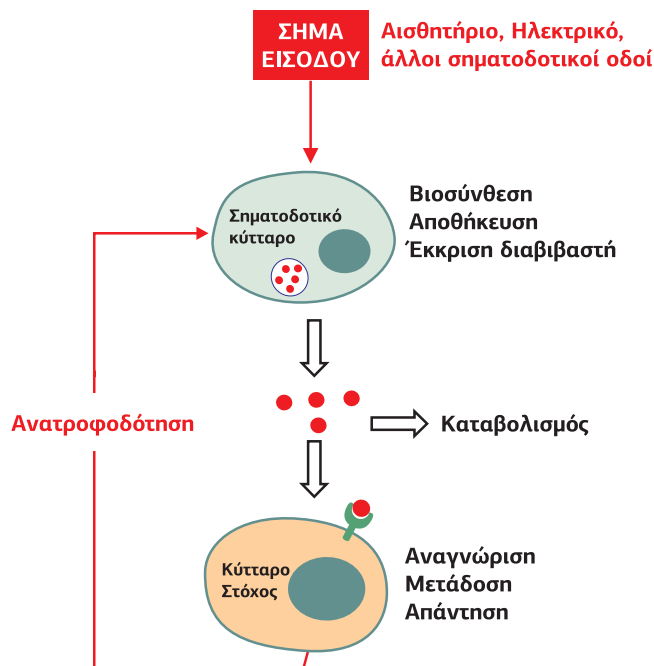 ΣΗΜΑ
ΕΙΣΟΔΟΥ
Αισθητήριο, Ηλεκτρικό,
άλλοι σηματοδοτικοί οδοί
Σηματοδοτικό
κύτταρο
Βιοσύνθεση
Αποθήκευση
Έκκριση διαβιβαστή
Ανατροφοδότηση
Καταβολισμός
Κύτταρο
Στόχος
Αναγνώριση
Μετάδοση
Απάντηση